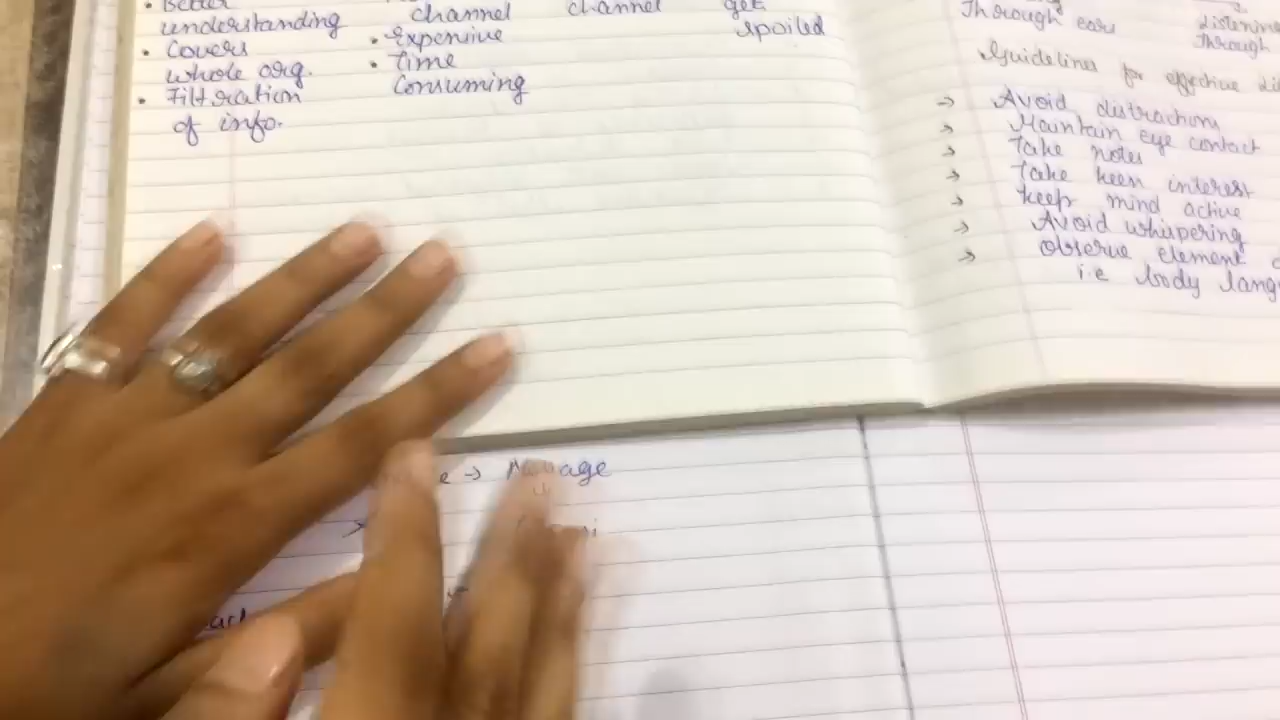 • Better
understanding
• Covers
whole org.
• Filtration
of info.
channel
• Expensive
• Time
Consuming
channel
get
spoiled
Through ears
Listening
through
Guidelines for effective
→ Avoid distractions
→ Maintain eye contact
→ Take notes
→ Take keen interest
→ keep mind active
→ Avoid whispering
→ observe element
i.e body lang
→